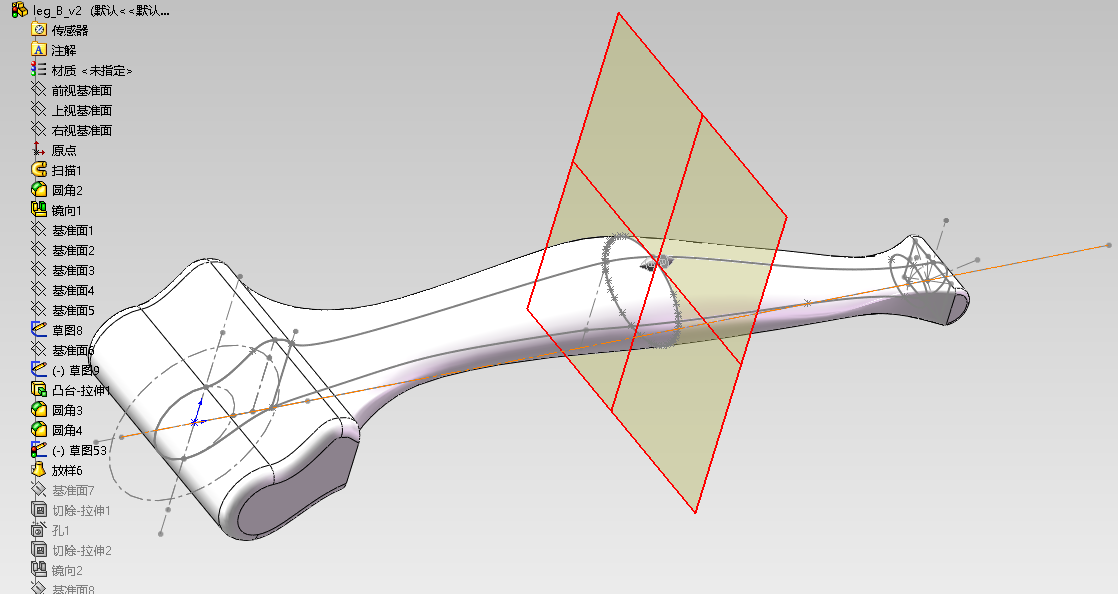 leg_B_v2 (默认<<默认...
传感器
注解
材质 <未指定>
前视基准面
上视基准面
右视基准面
原点
扫描1
圆角2
镜向1
基准面1
基准面2
基准面3
基准面4
基准面5
草图8
基准面6
(-) 草图9
凸台-拉伸1
圆角3
圆角4
(-) 草图53
放样6
基准面7
切除-拉伸1
孔1
切除-拉伸2
镜向2
基准面8